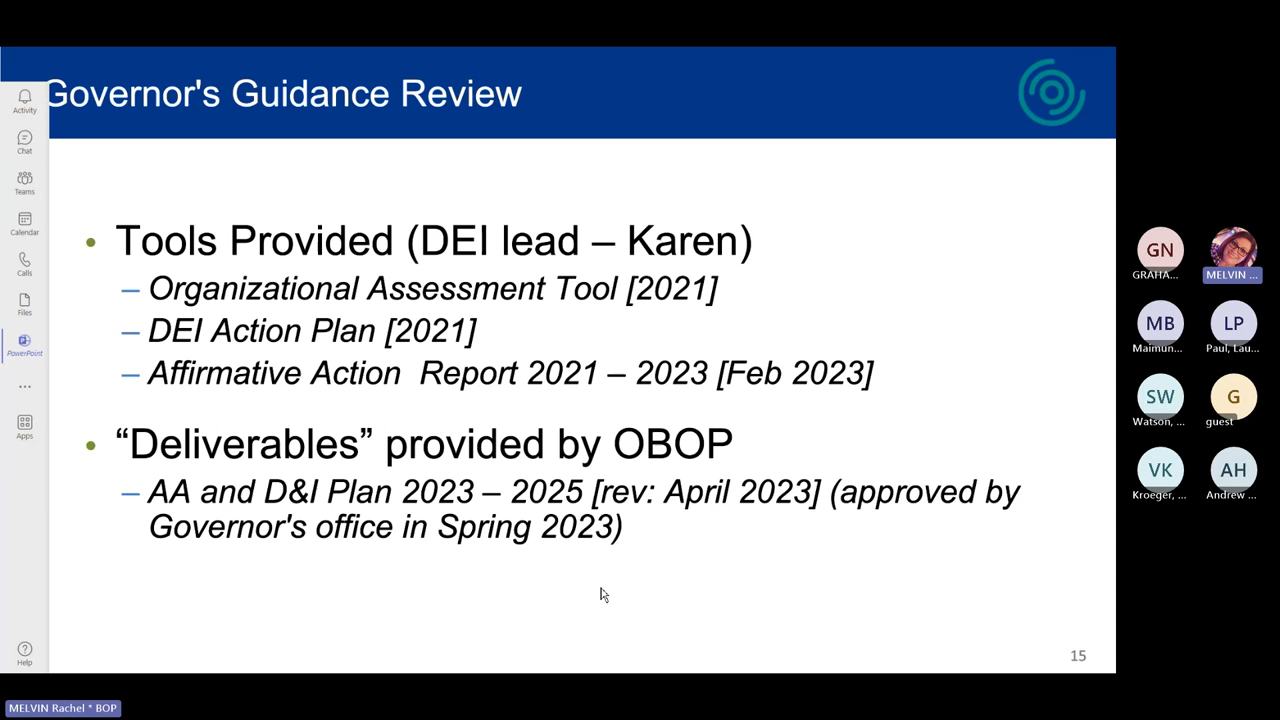 Governor's Guidance Review
Activity
Chat
Teams
Calendar
Calls
Files
PowerPoint
Apps
Help
• Tools Provided (DEI lead – Karen)
– Organizational Assessment Tool [2021]
– DEI Action Plan [2021]
– Affirmative Action Report 2021 – 2023 [Feb 2023]
• “Deliverables” provided by OBOP
– AA and D&I Plan 2023 – 2025 [rev: April 2023] (approved by
Governor's office in Spring 2023)
15
GN
GRAHA...
MELVIN ...
MB
Maimun...
LP
Paul, Lau...
SW
Watson, ...
G
guest
VK
Kroeger, ...
AH
Andrew ...
MELVIN Rachel * BOP